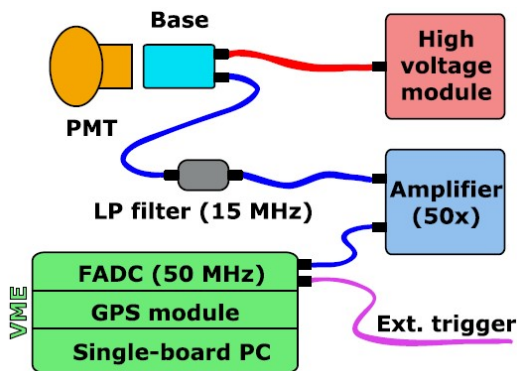 Base
High
voltage
module
PMT
LP filter (15 MHz)
Amplifier
(50x)
VME
FADC (50 MHz)
GPS module
Single-board PC
Ext. trigger